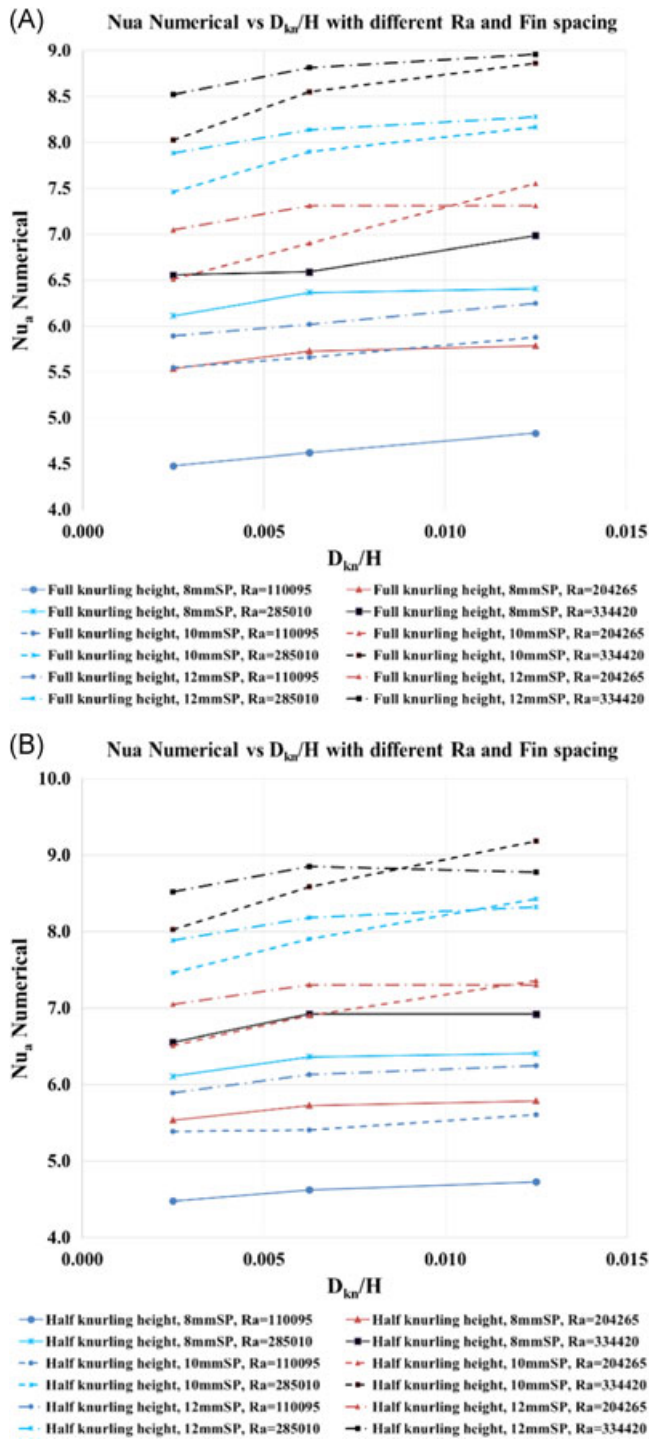 (A)
Nua Numerical vs Dkn/H with different Ra and Fin spacing
9.0
8.5
8.0
7.5
7.0
6.5
6.0
5.5
5.0
4.5
4.0
Nua Numerical
0.000 0.005 0.010 0.015
Dkn/H
Full knurling height, 8mmSP, Ra=110095 Full knurling height, 8mmSP, Ra=204265
Full knurling height, 8mmSP, Ra=285010 Full knurling height, 8mmSP, Ra=334420
Full knurling height, 10mmSP, Ra=110095 Full knurling height, 10mmSP, Ra=204265
Full knurling height, 10mmSP, Ra=285010 Full knurling height, 10mmSP, Ra=334420
Full knurling height, 12mmSP, Ra=110095 Full knurling height, 12mmSP, Ra=204265
Full knurling height, 12mmSP, Ra=285010 Full knurling height, 12mmSP, Ra=334420
(B)
Nua Numerical vs Dkn/H with different Ra and Fin spacing
10.0
9.0
8.0
7.0
6.0
5.0
4.0
Nua Numerical
0.000 0.005 0.010 0.015
Dkn/H
Half knurling height, 8mmSP, Ra=110095 Half knurling height, 8mmSP, Ra=204265
Half knurling height, 8mmSP, Ra=285010 Half knurling height, 8mmSP, Ra=334420
Half knurling height, 10mmSP, Ra=110095 Half knurling height, 10mmSP, Ra=204265
Half knurling height, 10mmSP, Ra=285010 Half knurling height, 10mmSP, Ra=334420
Half knurling height, 12mmSP, Ra=110095 Half knurling height, 12mmSP, Ra=204265
Half knurling height, 12mmSP, Ra=285010 Half knurling height, 12mmSP, Ra=334420